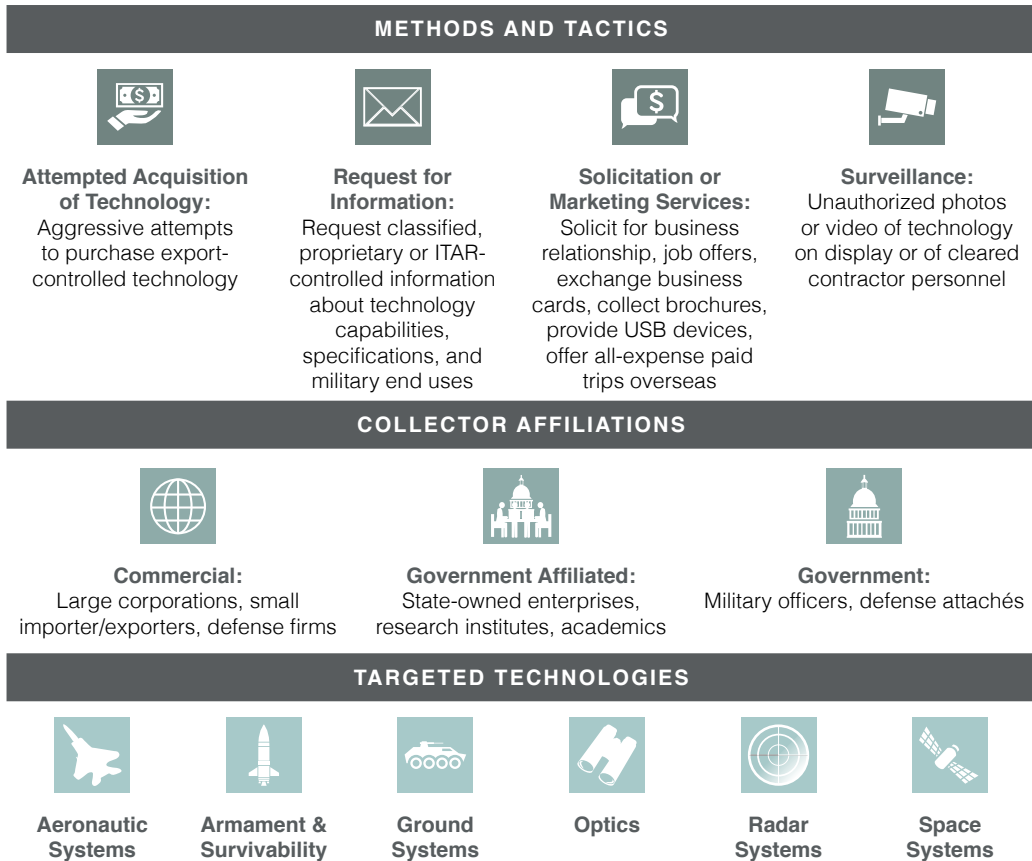 METHODS AND TACTICS
$
$
Attempted Acquisition
of Technology:
Aggressive attempts
to purchase export-
controlled technology
Request for
Information:
Request classified,
proprietary or ITAR-
controlled information
about technology
capabilities,
specifications, and
military end uses
Solicitation or
Marketing Services:
Solicit for business
relationship, job offers,
exchange business
cards, collect brochures,
provide USB devices,
offer all-expense paid
trips overseas
Surveillance:
Unauthorized photos
or video of technology
on display or of cleared
contractor personnel
COLLECTOR AFFILIATIONS
Commercial:
Large corporations, small
importer/exporters, defense firms
Government Affiliated:
State-owned enterprises,
research institutes, academics
Government:
Military officers, defense attachés
TARGETED TECHNOLOGIES
Aeronautic
Systems
Armament &
Survivability
Ground
Systems
Optics
Radar
Systems
Space
Systems